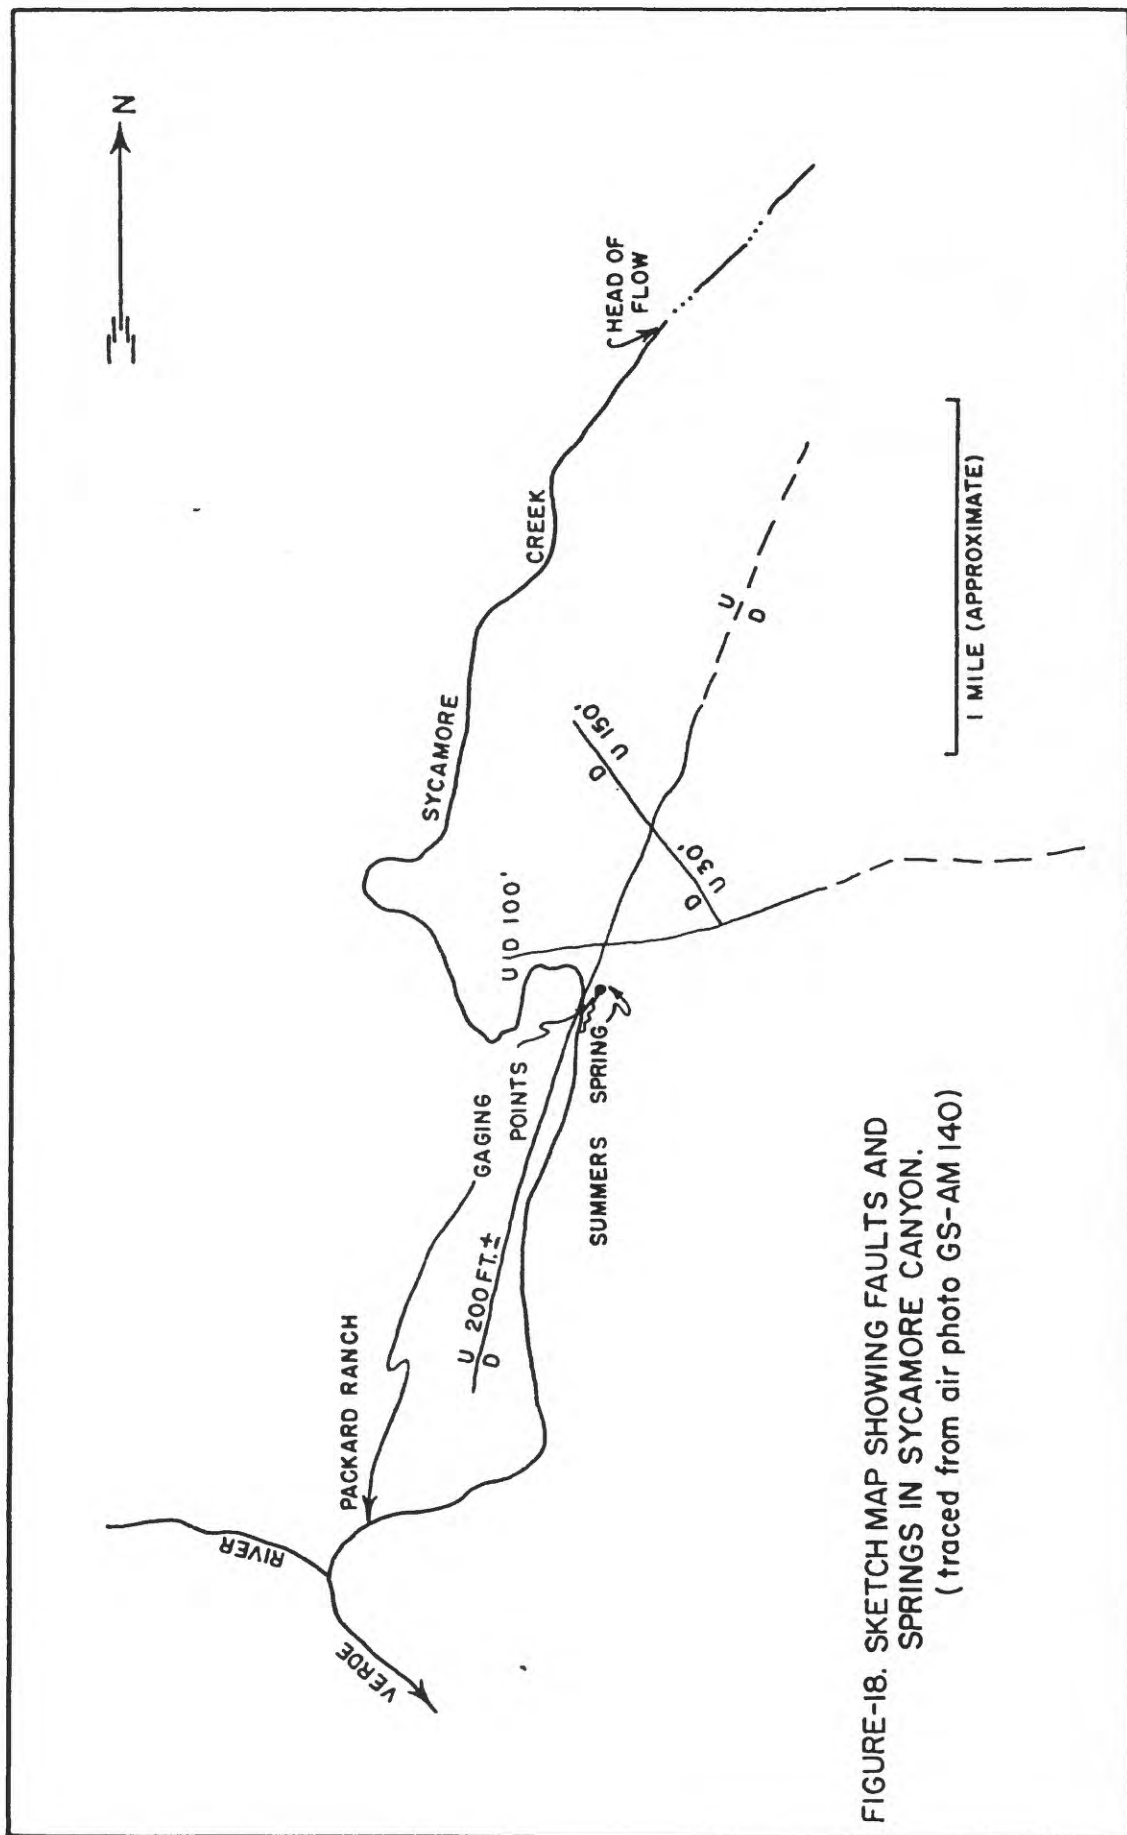 N
HEAD OF
FLOW
CREEK
SYCAMORE
U
D
1 MILE (APPROXIMATE)
D U 150'
D U 30'
U D 100'
GAGING
POINTS
SUMMERS SPRING
U 200 FT. ±
D
PACKARD RANCH
RIVER
VERDE
FIGURE-18. SKETCH MAP SHOWING FAULTS AND
SPRINGS IN SYCAMORE CANYON.
(traced from air photo GS-AM 140)